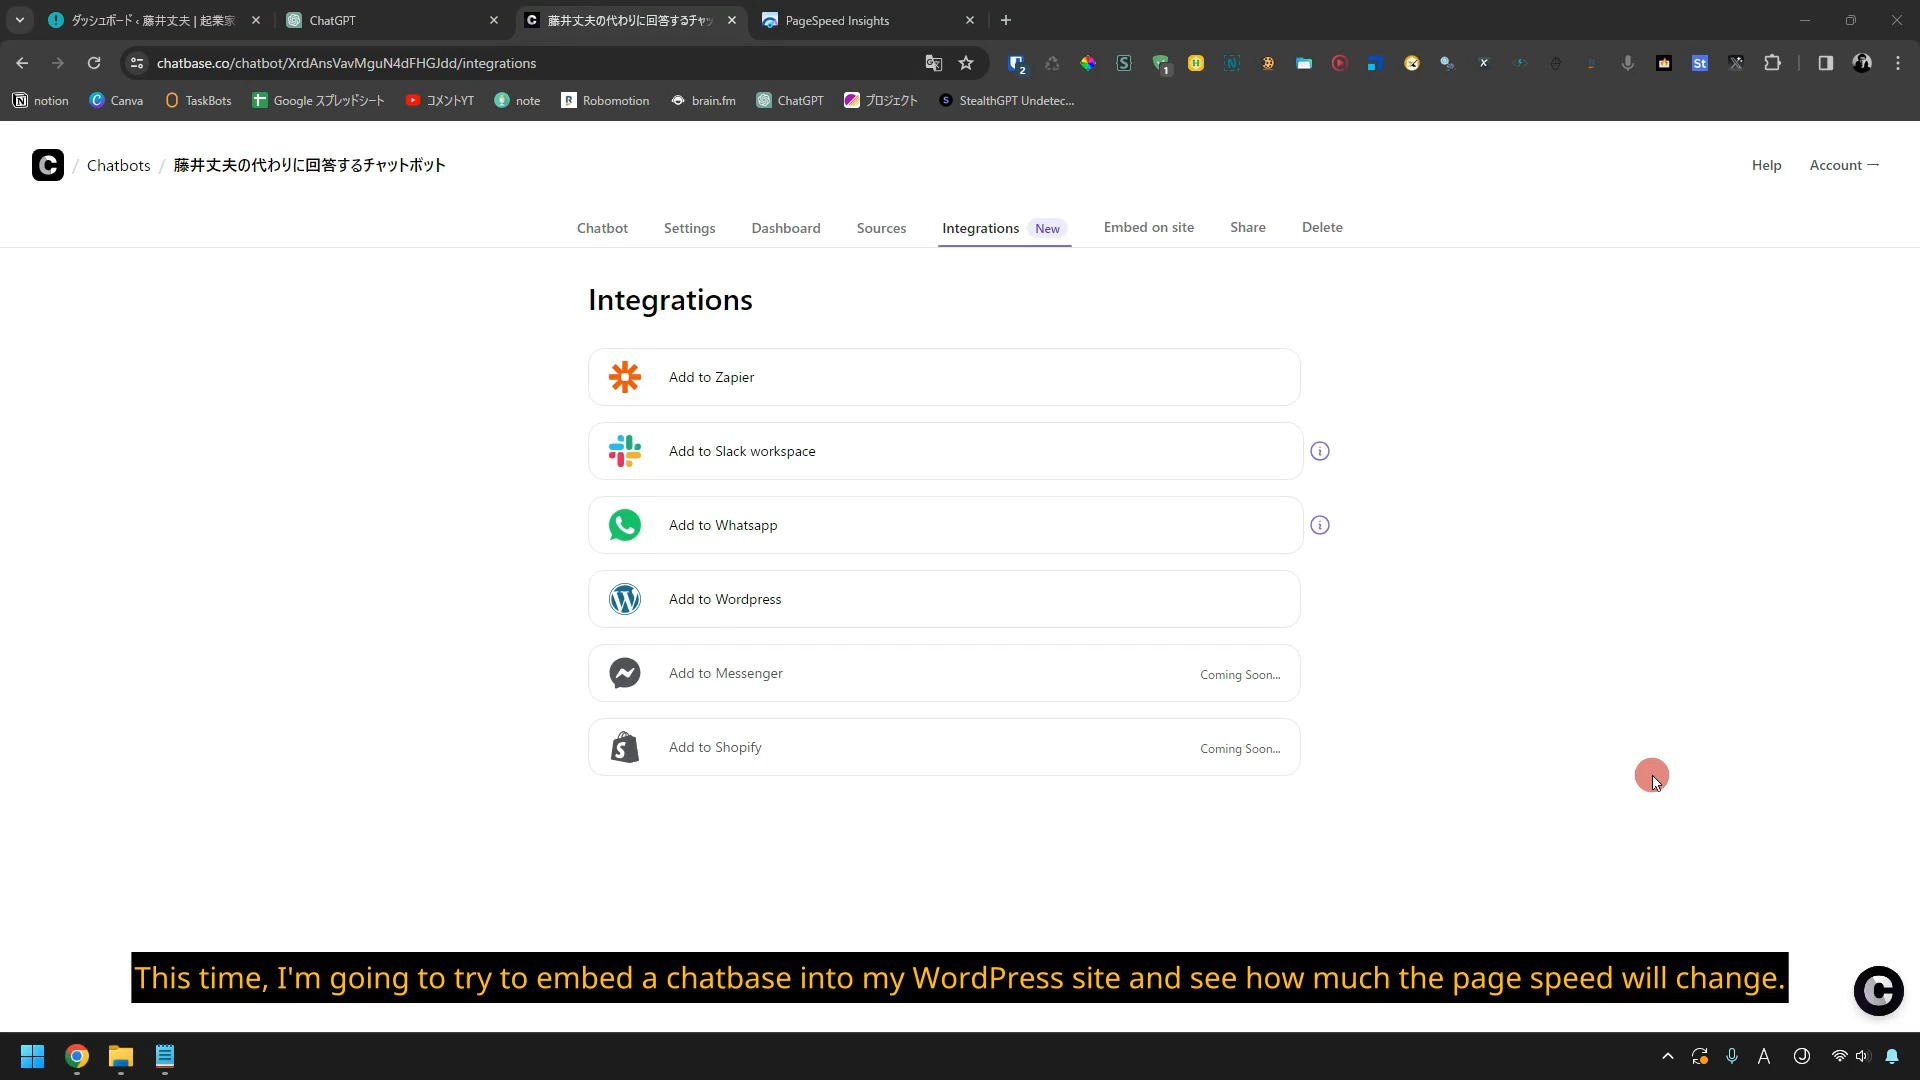 ダッシュボード ‹ 藤井丈夫 | 起業家
ChatGPT
藤井丈夫の代わりに回答するチャッ
PageSpeed Insights
chatbase.co/chatbot/XrdAnsVavMguN4dFHGJdd/integrations
notion
Canva
TaskBots
Google スプレッドシート
コメントYT
note
Robomotion
brain.fm
ChatGPT
プロジェクト
StealthGPT Undetec...
/ Chatbots / 藤井丈夫の代わりに回答するチャットボット
Help
Account
Chatbot
Settings
Dashboard
Sources
Integrations New
Embed on site
Share
Delete
Integrations
Add to Zapier
Add to Slack workspace
Add to Whatsapp
Add to Wordpress
Add to Messenger
Coming Soon...
Add to Shopify
Coming Soon...
This time, I'm going to try to embed a chatbase into my WordPress site and see how much the page speed will change.